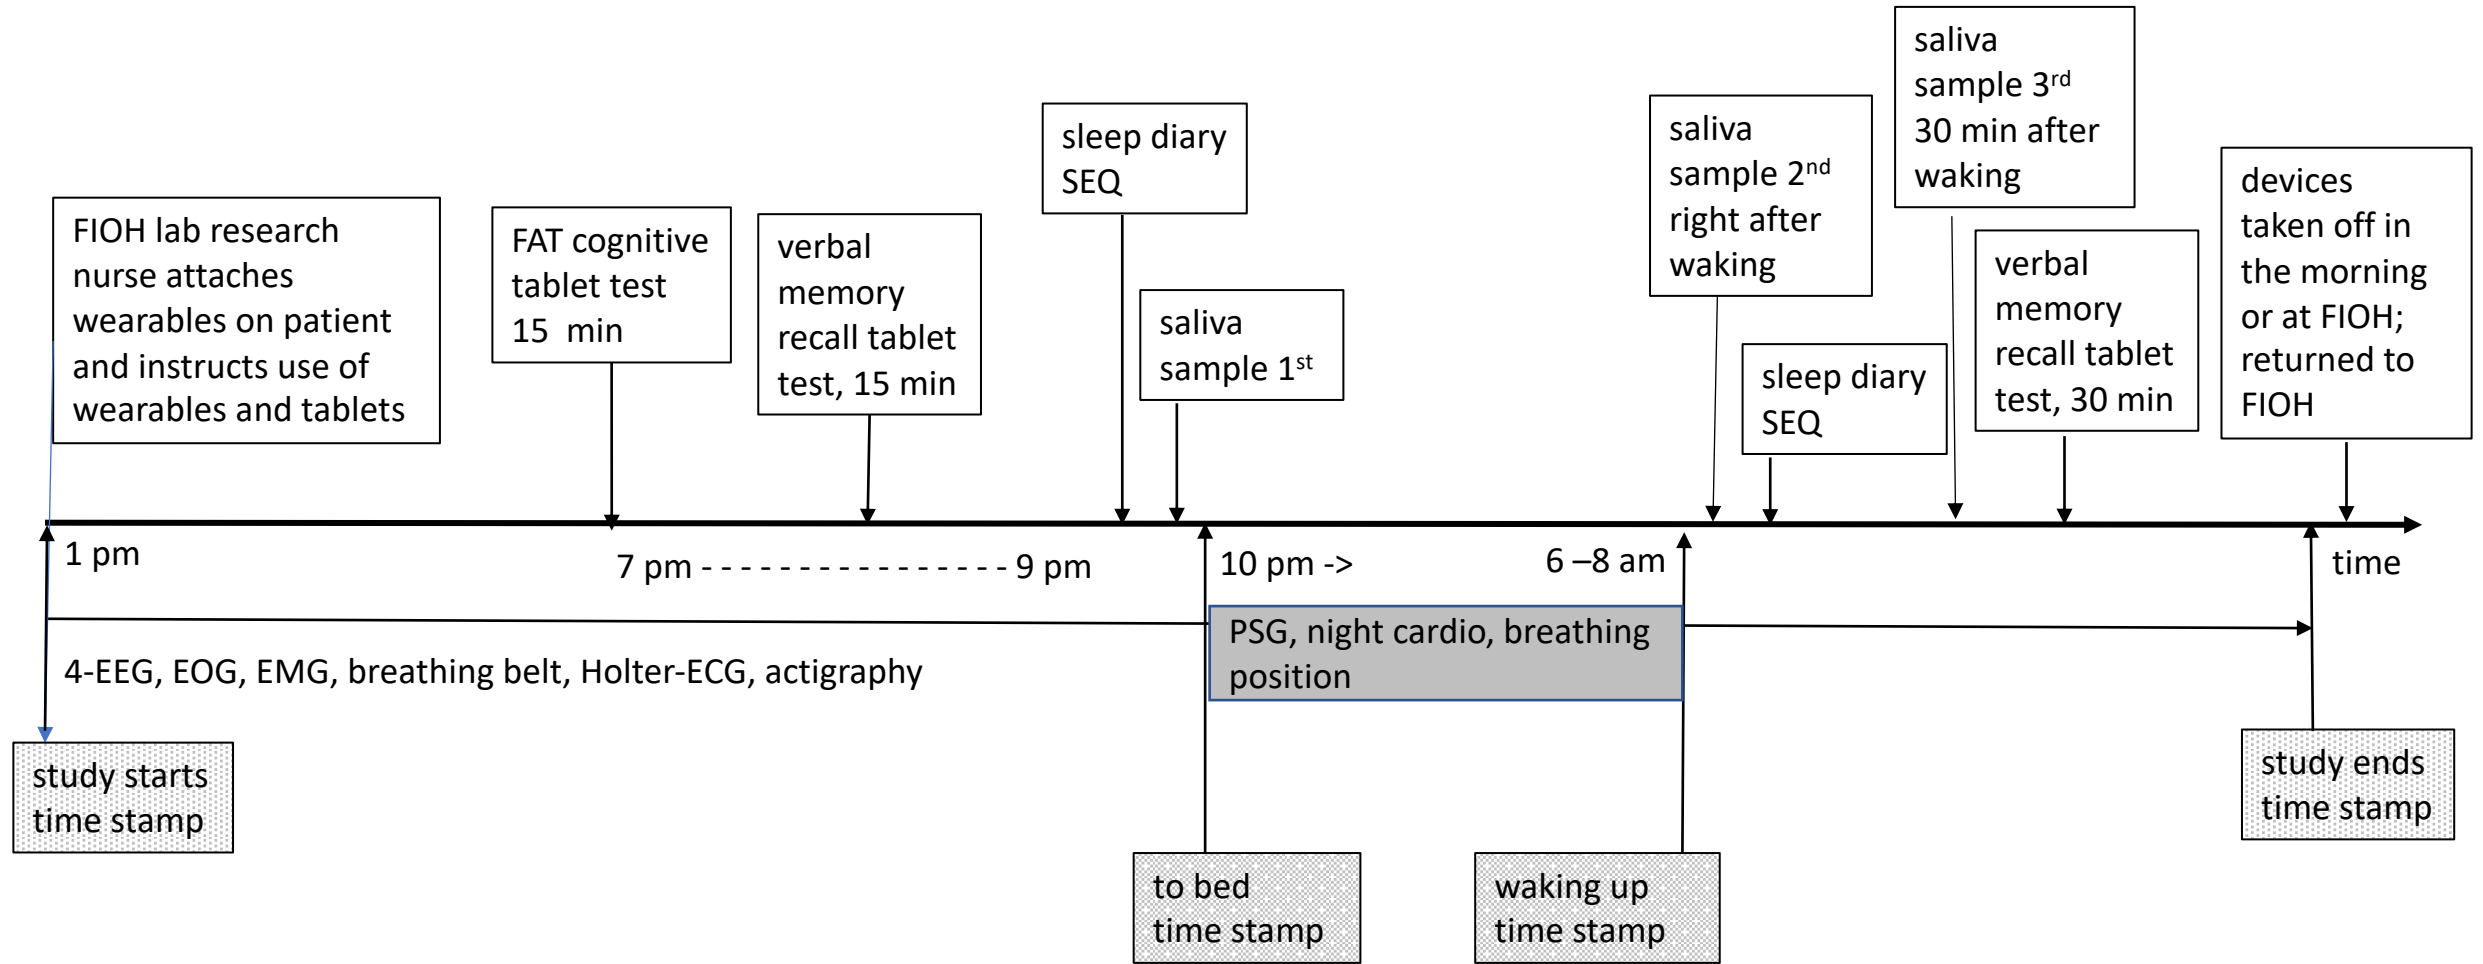 FIOH lab research
nurse attaches
wearables on patient
and instructs use of
wearables and tablets
FAT cognitive
tablet test
15  min
verbal
memory
recall tablet
test, 15 min
sleep diary
SEQ
saliva
sample 1st
saliva
sample 2nd
right after
waking
sleep diary
SEQ
saliva
sample 3rd
30 min after
waking
verbal
memory
recall tablet
test, 30 min
devices
taken off in
the morning
or at FIOH;
returned to
FIOH
1 pm
7 pm - - - - - - - - - - - - - - - - 9 pm
10 pm ->
6 –8 am
time
4-EEG, EOG, EMG, breathing belt, Holter-ECG, actigraphy
PSG, night cardio, breathing
position
study starts
time stamp
to bed
time stamp
waking up
time stamp
study ends
time stamp